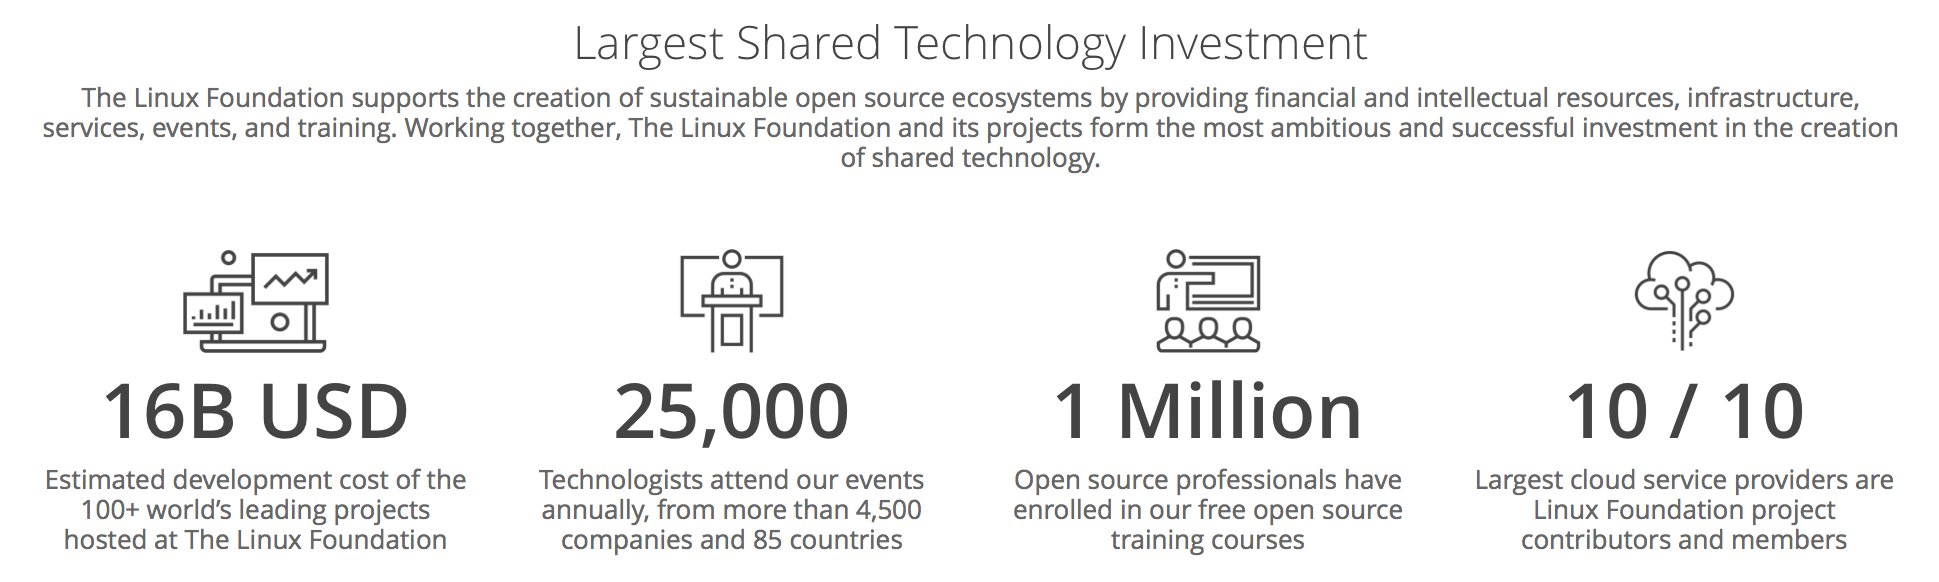 Largest Shared Technology Investment
The Linux Foundation supports the creation of sustainable open source ecosystems by providing financial and intellectual resources, infrastructure,
services, events, and training. Working together, The Linux Foundation and its projects form the most ambitious and successful investment in the creation
of shared technology.
16B USD
Estimated development cost of the
100+ world's leading projects
hosted at The Linux Foundation
25,000
Technologists attend our events
annually, from more than 4,500
companies and 85 countries
1 Million
Open source professionals have
enrolled in our free open source
training courses
10 / 10
Largest cloud service providers are
Linux Foundation project
contributors and members